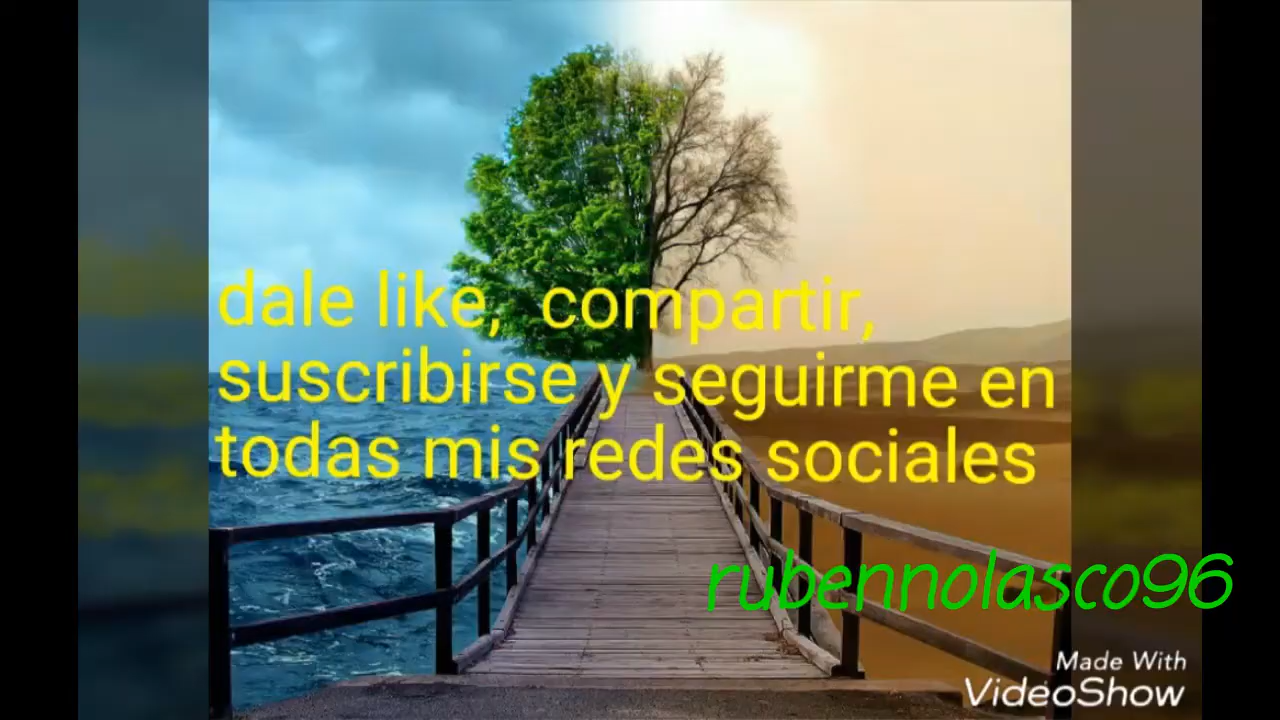 dale like, compartir,
suscribirse y seguirme en
todas mis redes sociales
rubennolasco96
Made With
VideoShow